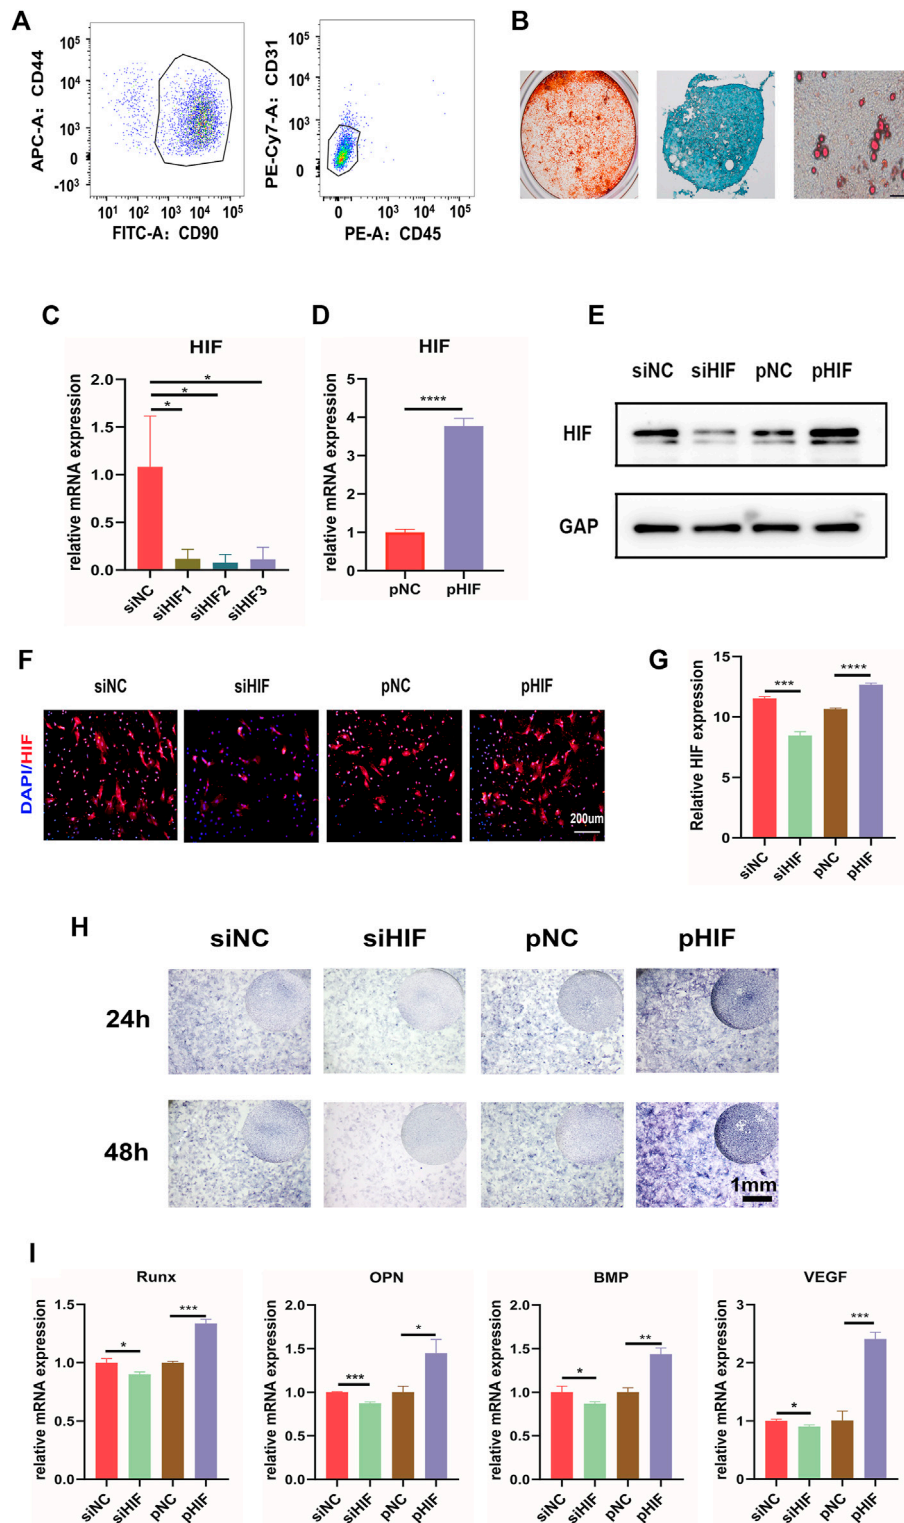 A
APC-A: CD44
10⁵
10⁴
10³
0
-10³
10¹ 10² 10³ 10⁴ 10⁵
FITC-A: CD90
PE-Cy7-A: CD31
10⁵
10⁴
10³
0
0 10³ 10⁴ 10⁵
PE-A: CD45
B
C
HIF
relative mRNA expression
2.0
1.5
1.0
0.5
0.0
*
*
*
siNC
siHIF1
siHIF2
siHIF3
D
HIF
relative mRNA expression
5
4
3
2
1
0
****
pNC pHIF
E
siNC siHIF pNC pHIF
HIF
GAP
F
siNC siHIF pNC pHIF
DAPI/HIF
200um
G
Relative HIF expression
15
10
5
0
***
****
siNC
siHIF
pNC
pHIF
H
siNC siHIF pNC pHIF
24h
48h
1mm
I
Runx
relative mRNA expression
1.5
1.0
0.5
0.0
*
***
siNC
siHIF
pNC
pHIF
OPN
relative mRNA expression
2.0
1.5
1.0
0.5
0.0
***
*
siNC
siHIF
pNC
pHIF
BMP
relative mRNA expression
2.0
1.5
1.0
0.5
0.0
*
**
siNC
siHIF
pNC
pHIF
VEGF
relative mRNA expression
3
2
1
0
*
***
siNC
siHIF
pNC
pHIF